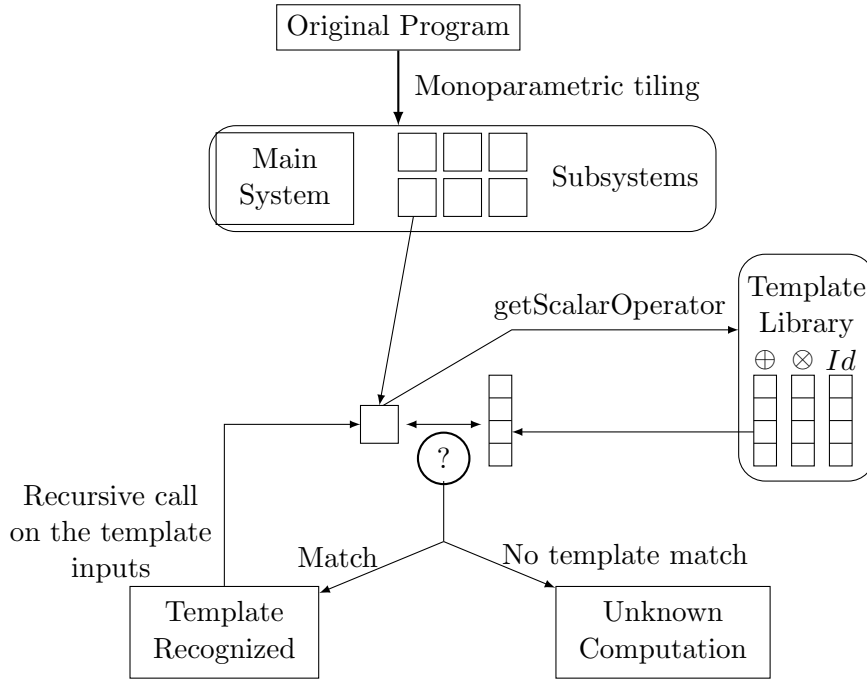 Original Program
Monoparametric tiling
Main
System
Subsystems
getScalarOperator
Template
Library
⊕ ⊗ Id
?
Recursive call
on the template
inputs
Match
No template match
Template
Recognized
Unknown
Computation